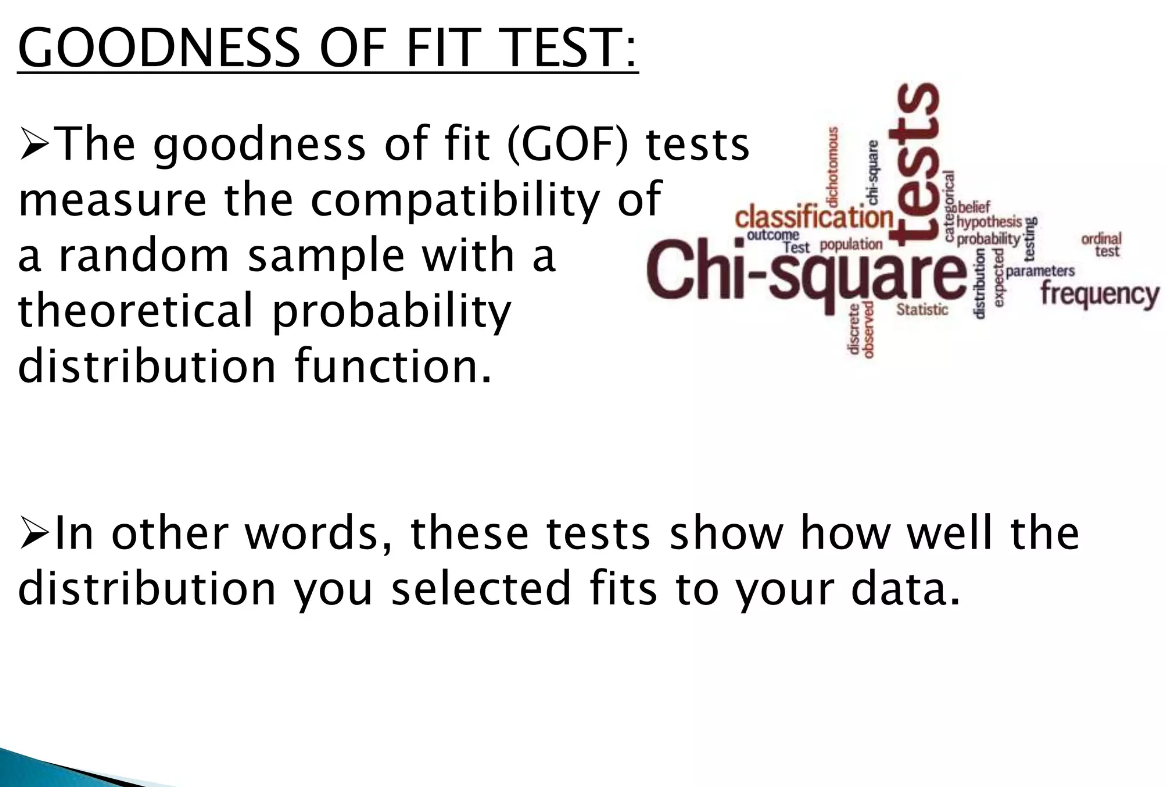 GOODNESS OF FIT TEST:
➢The goodness of fit (GOF) tests
measure the compatibility of
a random sample with a
theoretical probability
distribution function.
tests
dichotomous
chi-square
categorical
classification
belief
hypothesis
outcome
Test
population
probability
testing
ordinal
test
Chi-square
distribution
expected
parameters
frequency
Statistic
discrete
observed
➢In other words, these tests show how well the
distribution you selected fits to your data.